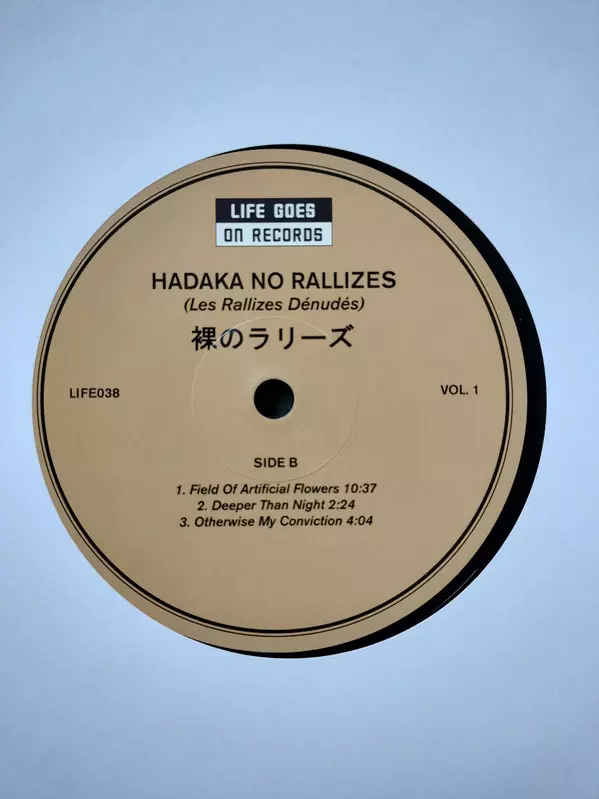 LIFE GOES
ON RECORDS
HADAKA NO RALLIZES
(Les Rallizes Dénudés)
裸のラリーズ
LIFE038
VOL. 1
SIDE B
1. Field Of Artificial Flowers 10:37
2. Deeper Than Night 2:24
3. Otherwise My Conviction 4:04